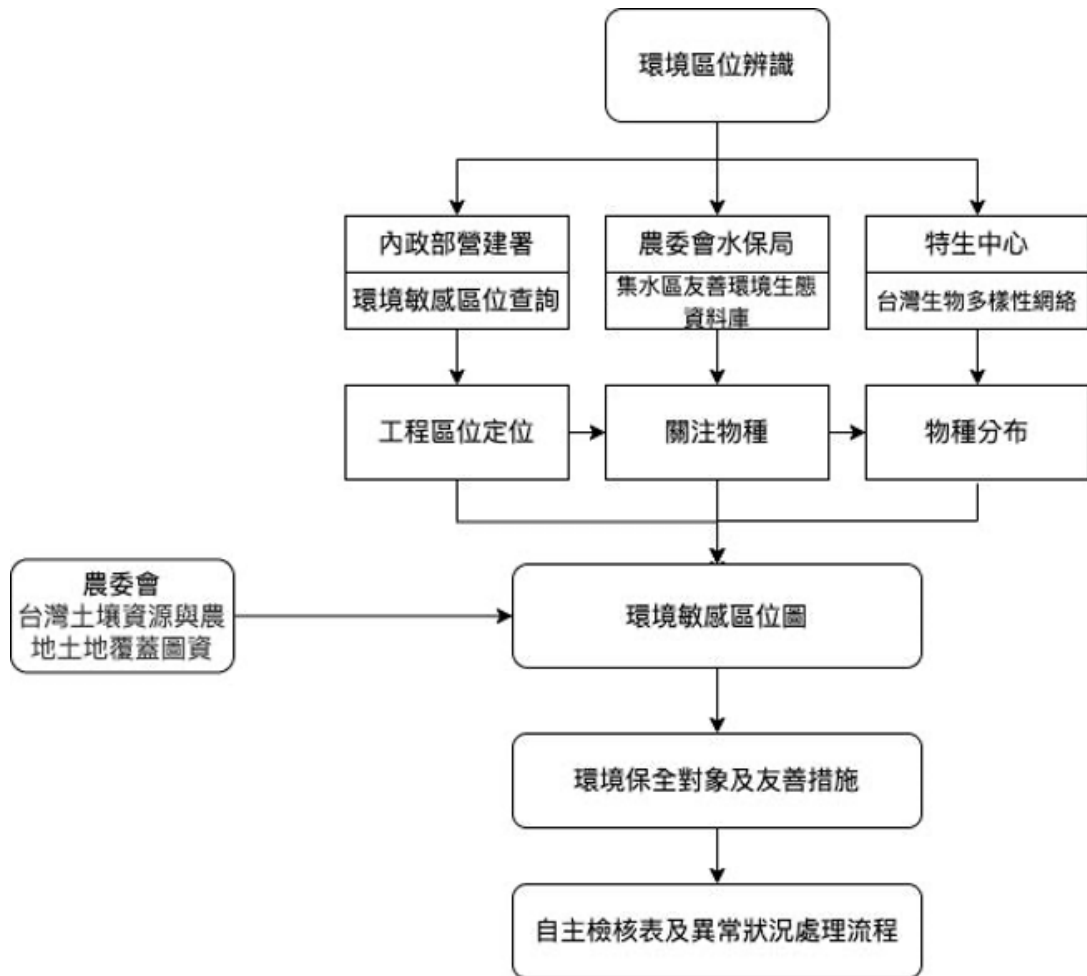 環境區位辨識
內政部營建署
環境敏感區位查詢
農委會水保局
集水區友善環境生態
資料庫
特生中心
台灣生物多樣性網絡
工程區位定位
關注物種
物種分布
農委會
台灣土壤資源與農
地土地覆蓋圖資
環境敏感區位圖
環境保全對象及友善措施
自主檢核表及異常狀況處理流程